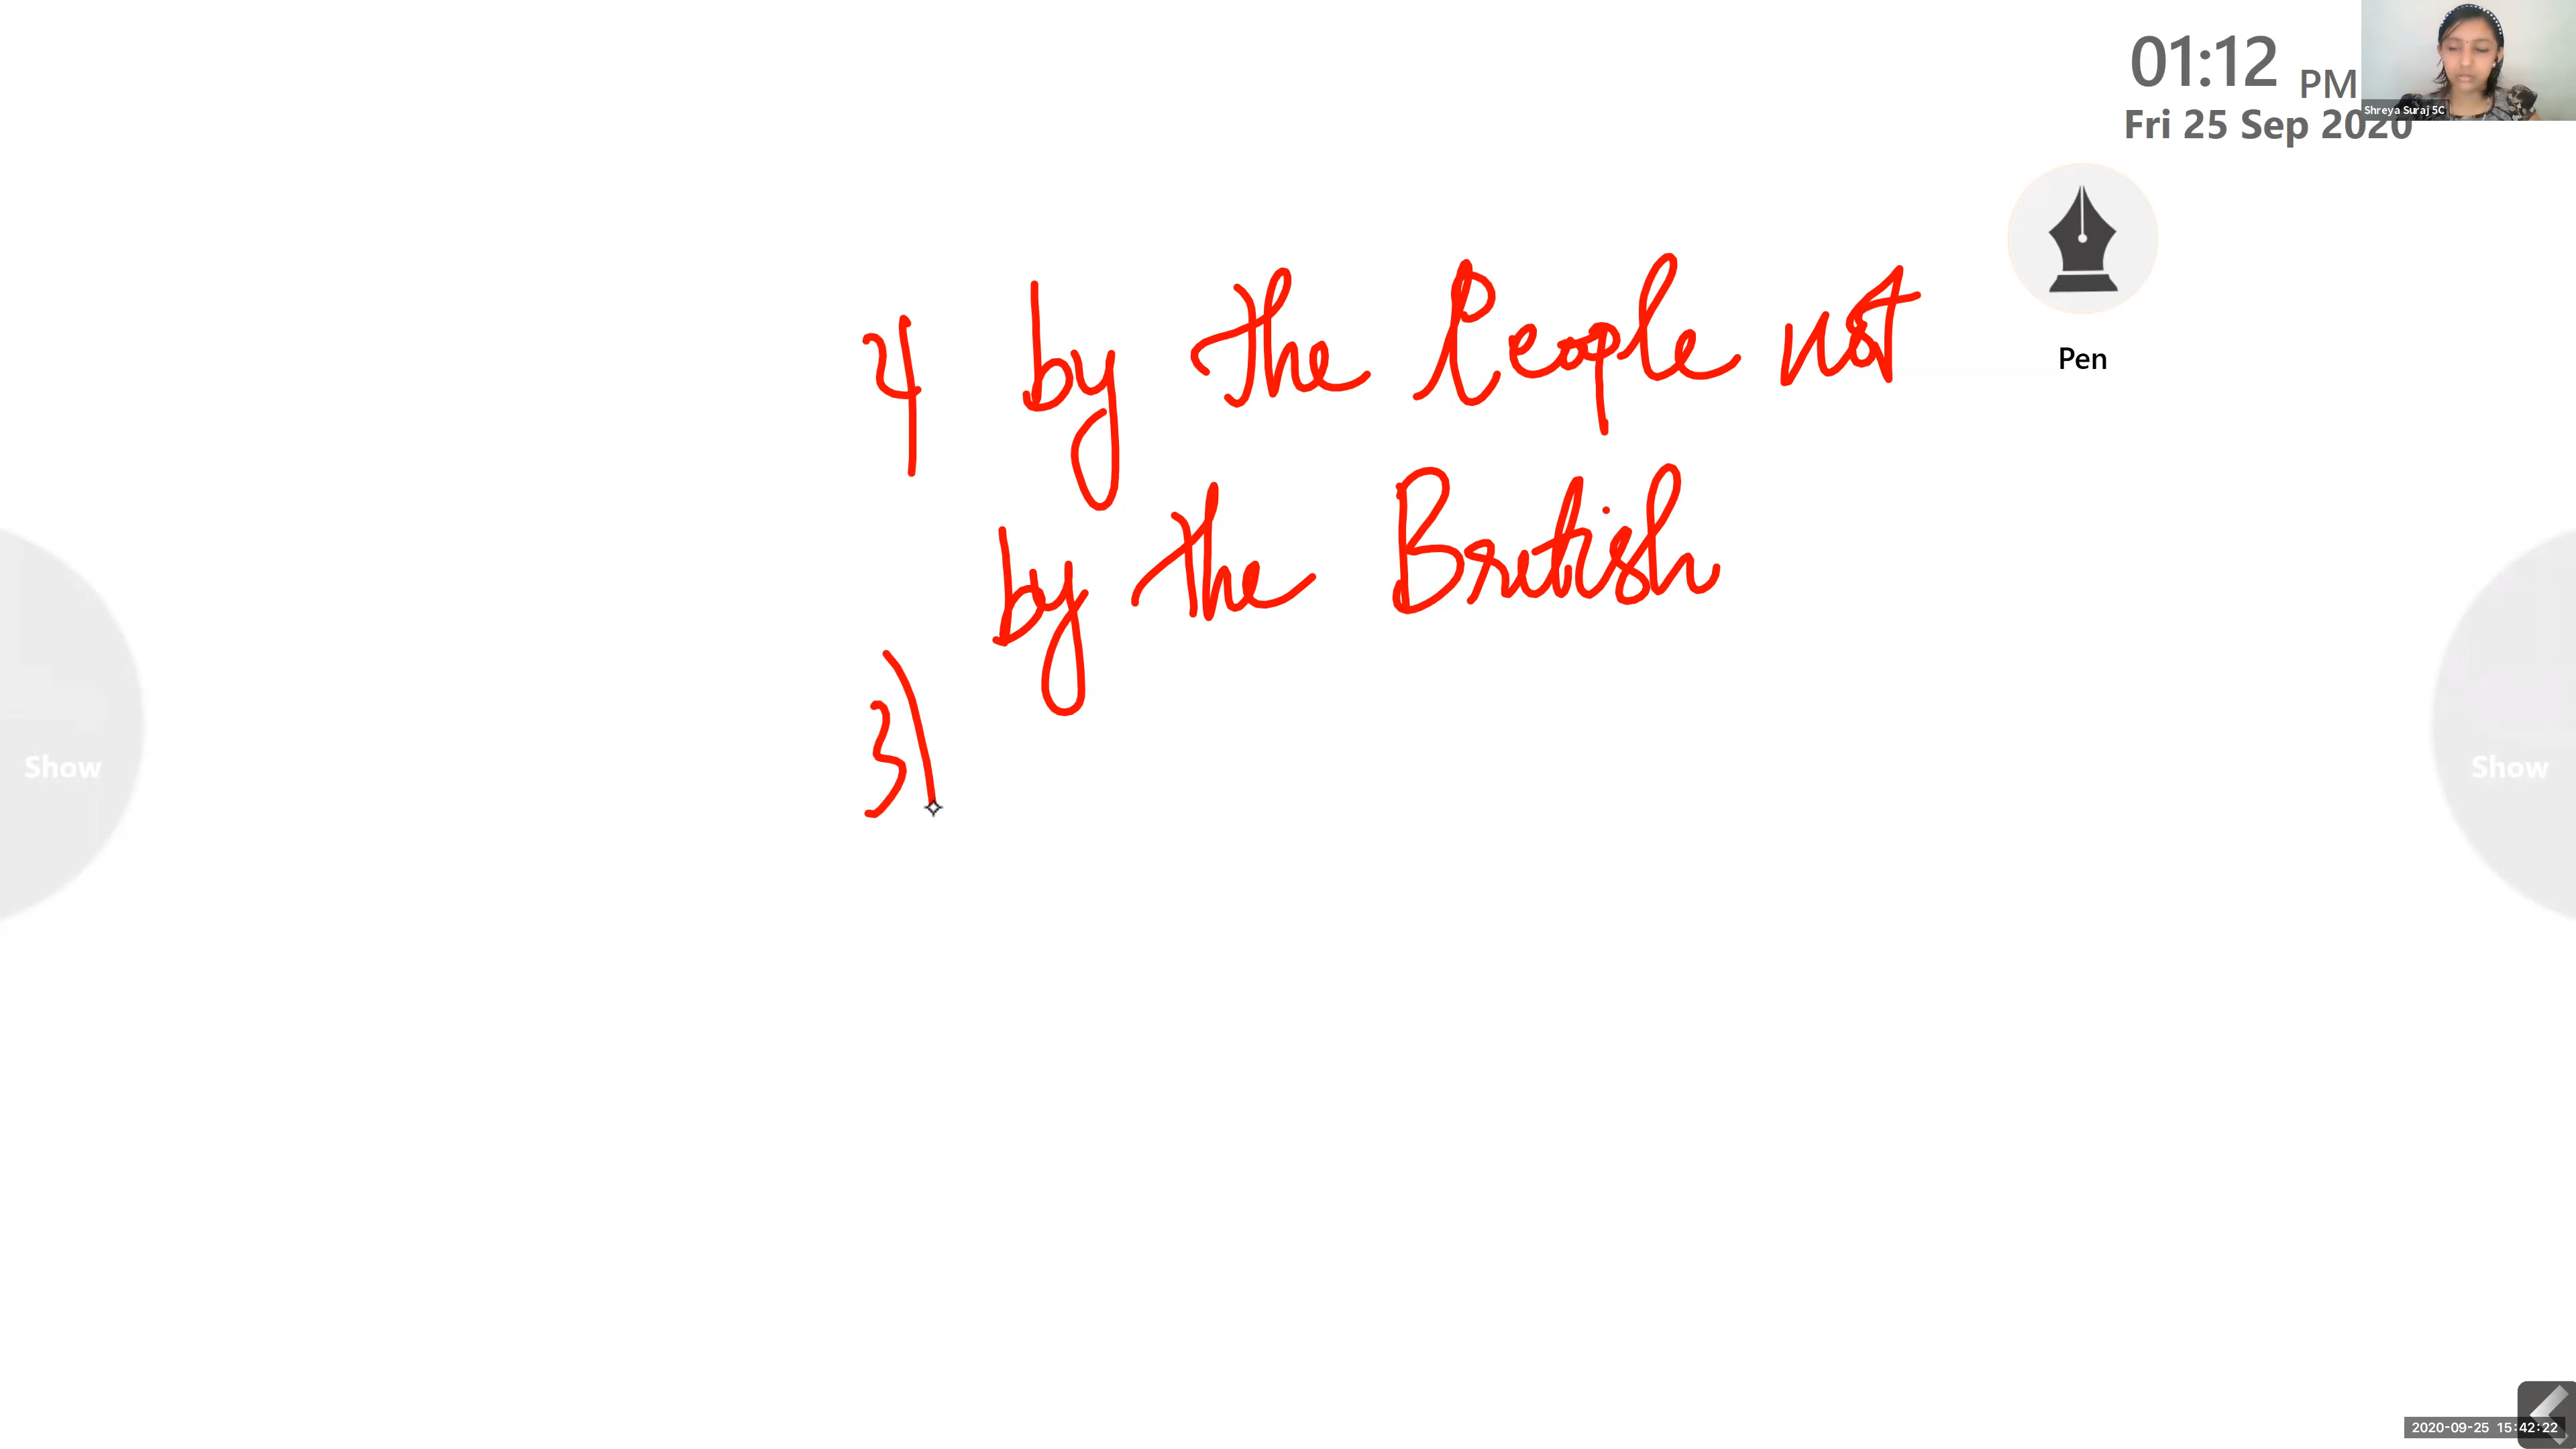 01:12 PM
Fri 25 Sep 2020
Shreya Suraj 5C
Pen
by the People not
by the British
3)
Show
Show
2020-09-25 15:42:22